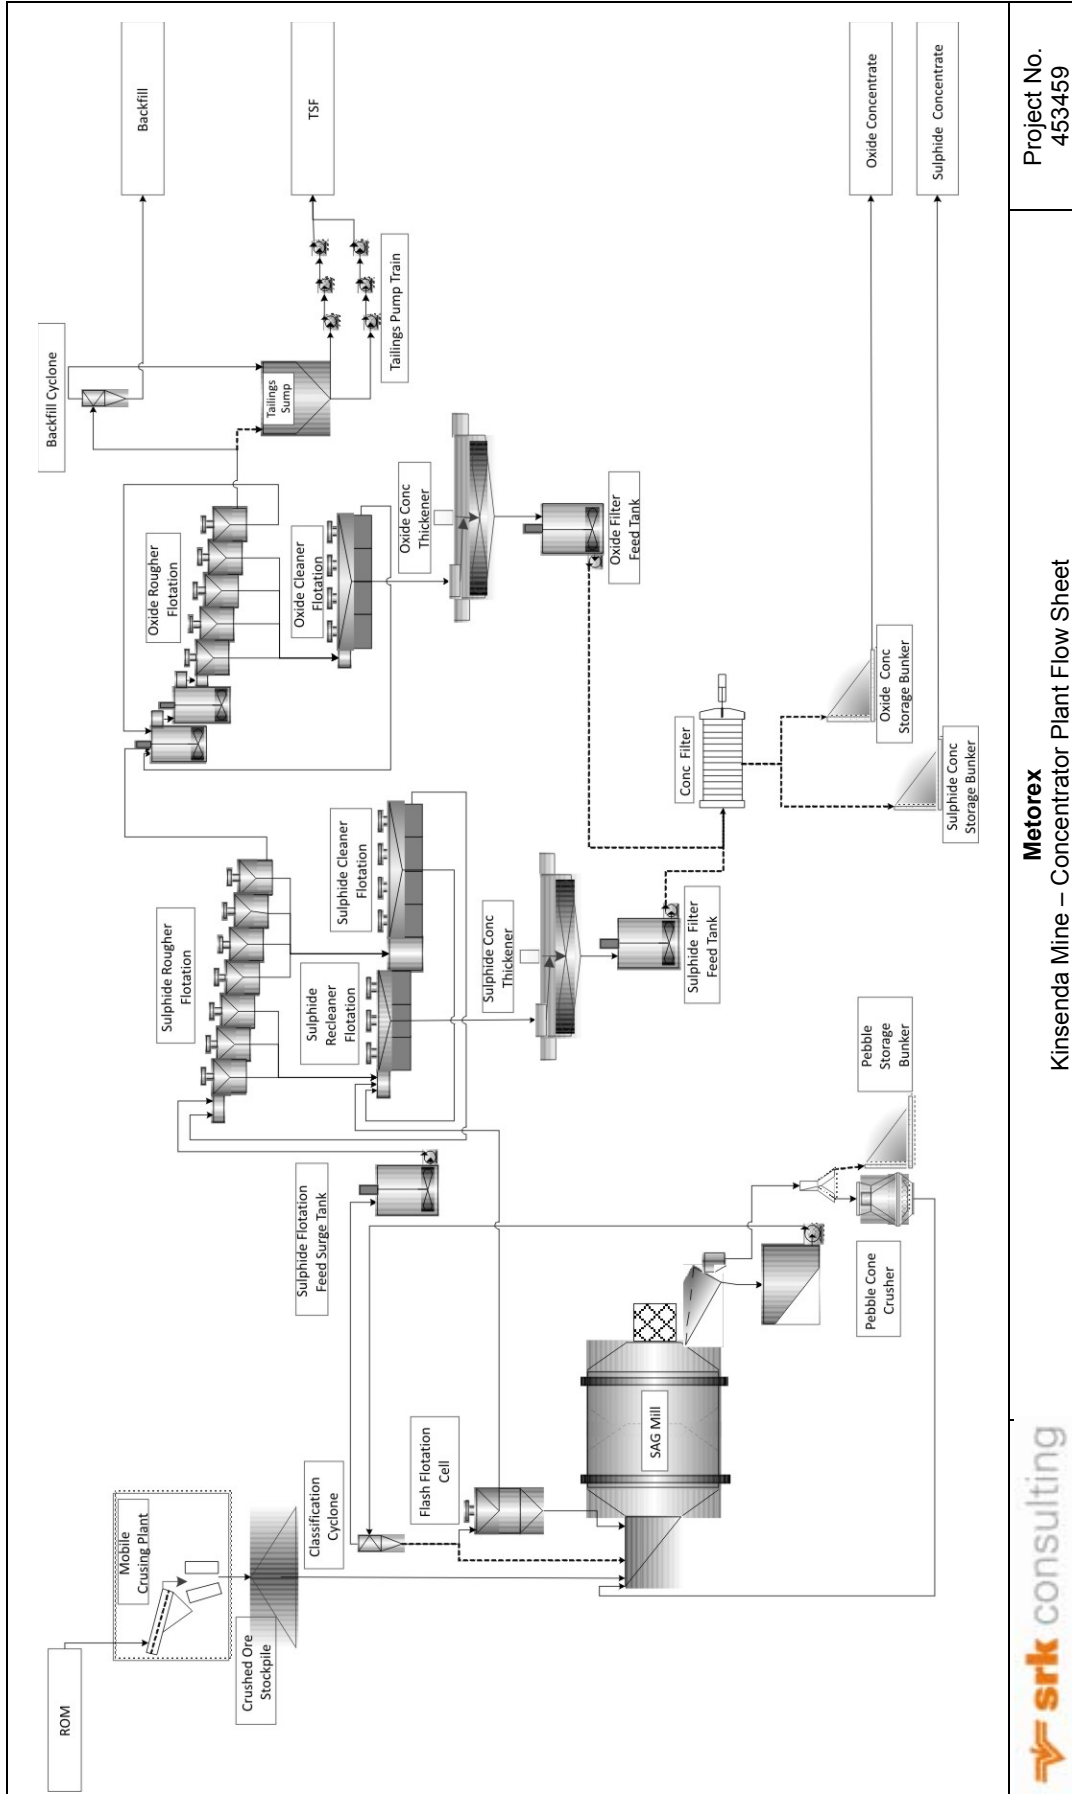 ROM
Mobile
Crusing Plant
Crushed Ore
Stockpile
Classification
Cyclone
Flash Flotation
Cell
SAG Mill
Sulphide Flotation
Feed Surge Tank
Pebble Cone
Crusher
Pebble
Storage
Bunker
Sulphide Rougher
Flotation
Sulphide
Recleaner
Flotation
Sulphide Cleaner
Flotation
Sulphide Conc
Thickener
Sulphide Filter
Feed Tank
Oxide Rougher
Flotation
Oxide Cleaner
Flotation
Oxide Conc
Thickener
Oxide Filter
Feed Tank
Conc Filter
Sulphide Conc
Storage Bunker
Oxide Conc
Storage Bunker
Backfill Cyclone
Tailings
Sump
Tailings Pump Train
Backfill
TSF
Oxide Concentrate
Sulphide Concentrate
srk consulting
Metorex
Kinsenda Mine – Concentrator Plant Flow Sheet
Project No.
453459